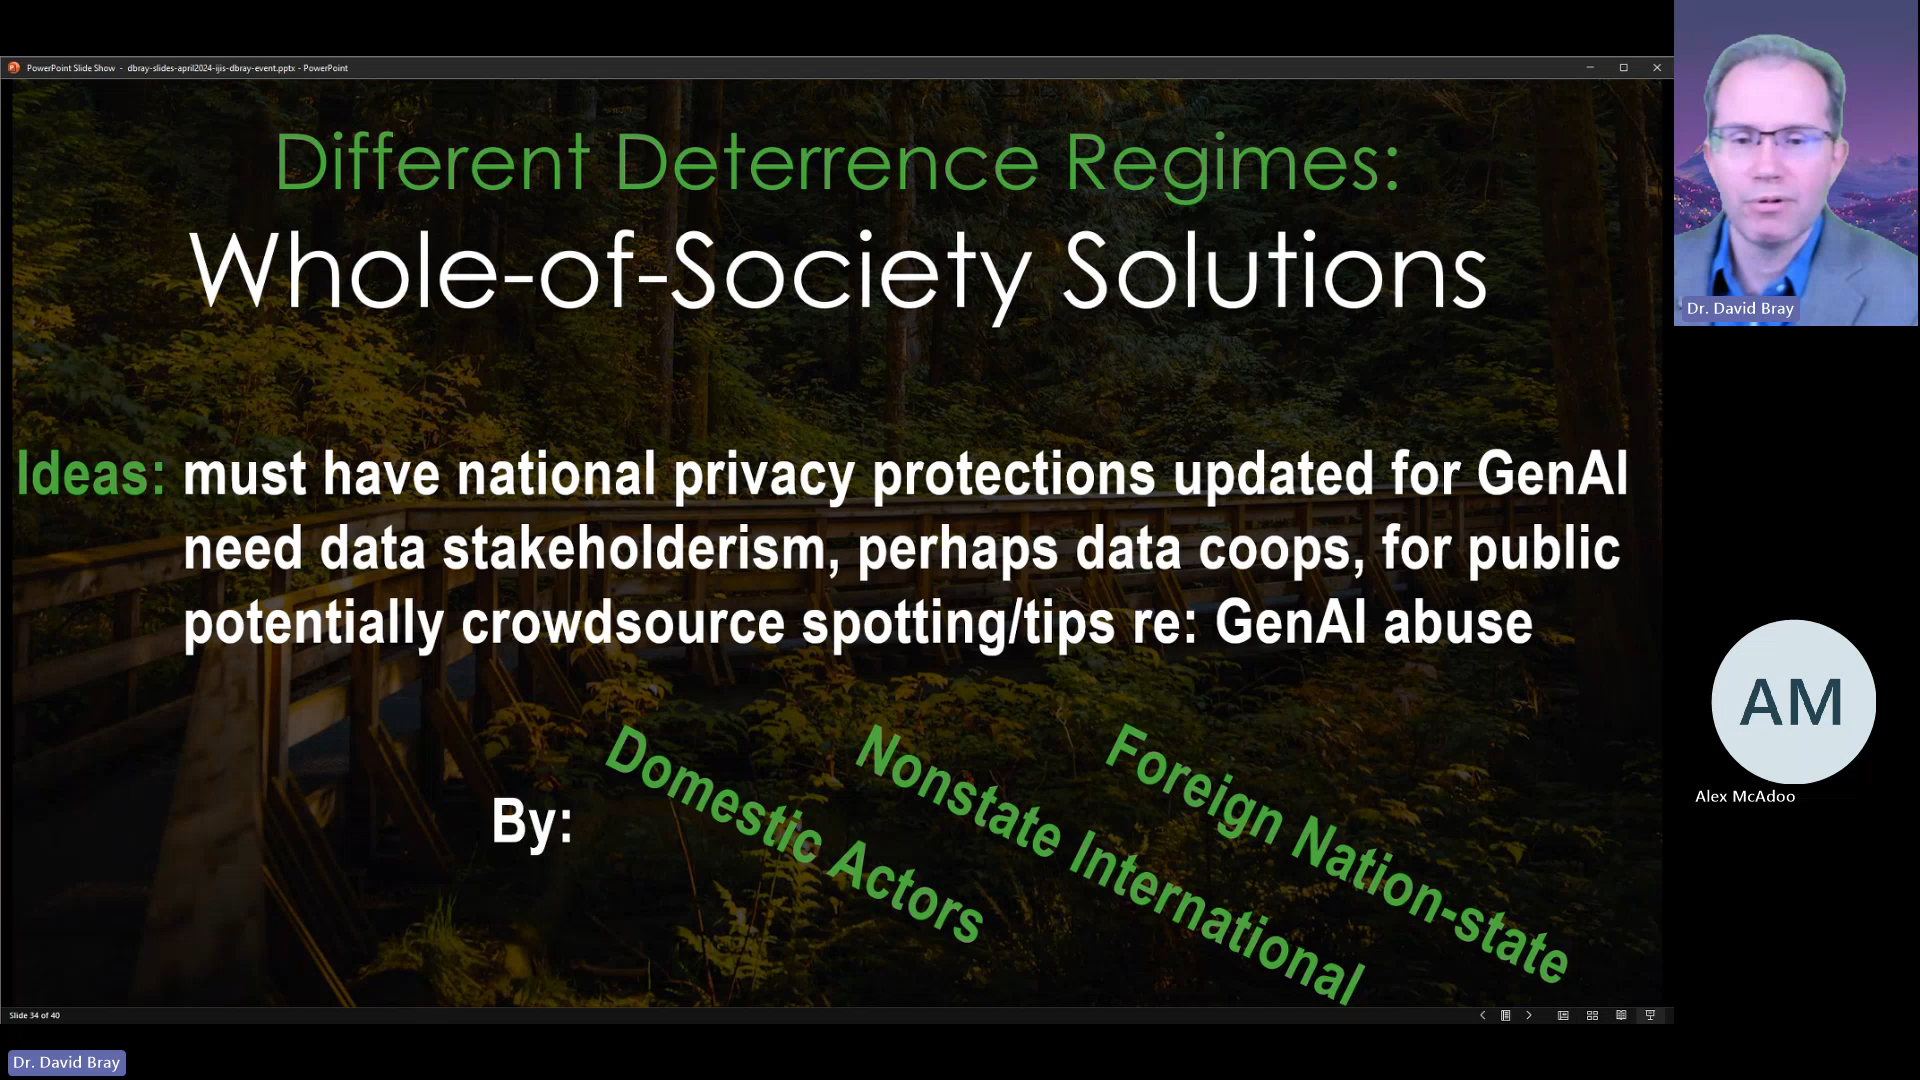 PowerPoint Slide Show - dbray-slides-april2024-ijis-dbray-event.pptx - PowerPoint
Different Deterrence Regimes:
Whole-of-Society Solutions
Ideas: must have national privacy protections updated for GenAI
need data stakeholderism, perhaps data coops, for public
potentially crowdsource spotting/tips re: GenAI abuse
By:
Domestic Actors
Nonstate International
Foreign Nation-state
Slide 34 of 40
Dr. David Bray
AM
Alex McAdoo
Dr. David Bray